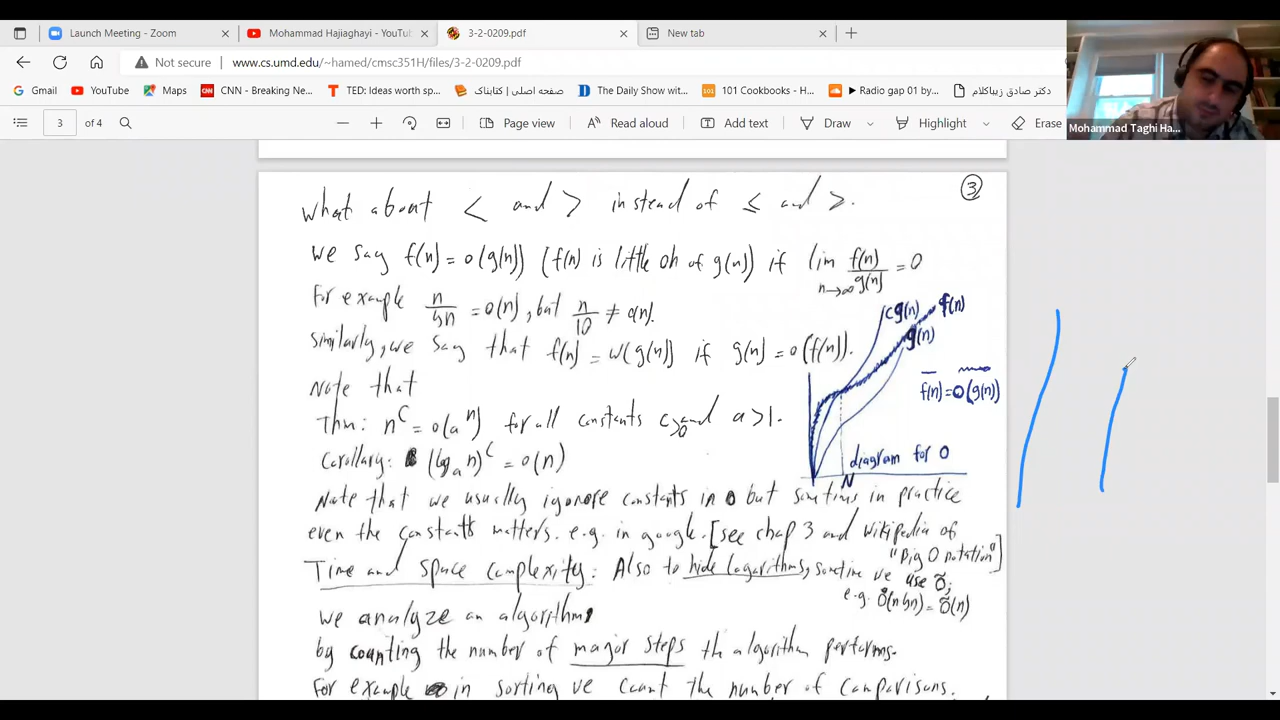 Launch Meeting - Zoom
Mohammad Hajiaghayi - YouTub
3-2-0209.pdf
New tab
Not secure
www.cs.umd.edu/~hamed/cmsc351H/files/3-2-0209.pdf
Gmail
YouTube
Maps
CNN - Breaking New...
TED: Ideas worth sp...
صفحه اصلی | کتابناک
The Daily Show wit...
101 Cookbooks - H...
Radio gap 01 by...
دکتر صادق زیباکلام
3 of 4
Page view
Read aloud
Add text
Draw
Highlight
Erase
Mohammad Taghi Ha...
3
What about < and > instead of ≤ and ≥.
We say f(n) = o(g(n)) (f(n) is little oh of g(n)) if lim n→∞ f(n)/g(n) = 0
For example n/5n = o(n), but n/10 ≠ o(n).
similarly, we say that f(n) = w(g(n)) if g(n) = o(f(n)).
Note that
Thm: n^c = o(a^n) for all constants c>0 and a >1.
Corollary: (log_a n)^c = o(n)
cg(n)
f(n)
g(n)
f(n)=O(g(n))
diagram for O
N
Note that we usually igonore constants in O but somtims in practice
even the constants matters. e.g. in google. [see chap 3 and Wikipedia of
"Big O notation"]
Time and space complexity: Also to hide logarithms, somtime we use Õ;
e.g. O(n lg n) = Õ(n)
we analyze an algorithm
by counting the number of major steps the algorithm performs.
For example in sorting we count the number of comparisons.